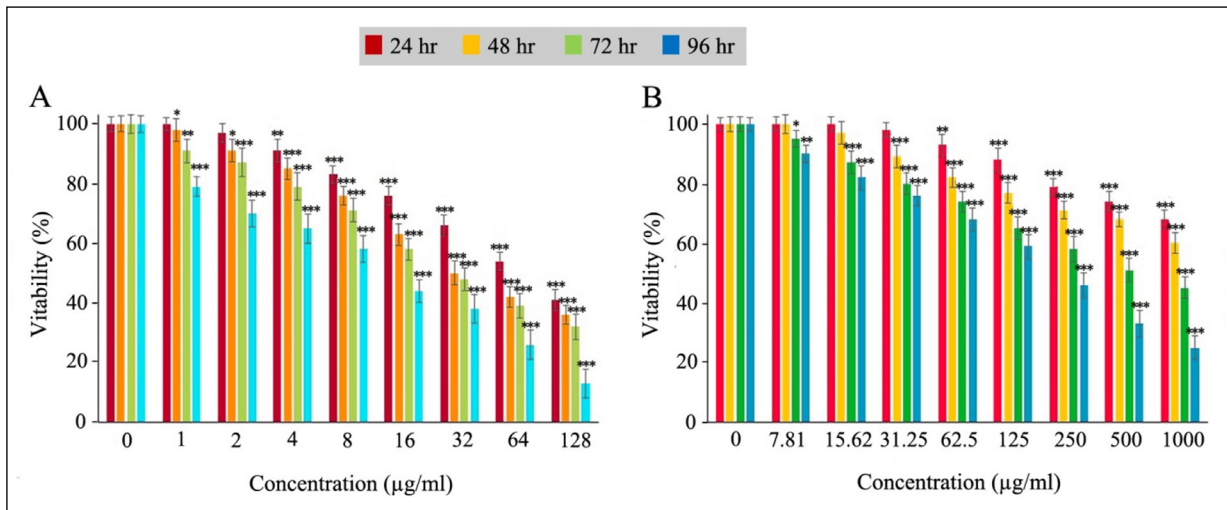 24 hr 48 hr 72 hr 96 hr
A
Vitability (%)
100
80
60
40
20
0
* ** ***
* ***
** *** *** ***
*** *** *** ***
*** *** *** ***
*** *** *** ***
*** *** *** ***
*** *** *** ***
0 1 2 4 8 16 32 64 128
Concentration (µg/ml)
B
Vitability (%)
100
80
60
40
20
0
* **
*** ***
*** *** ***
** *** *** ***
*** *** *** ***
*** *** *** ***
*** *** *** ***
*** *** *** ***
0 7.81 15.62 31.25 62.5 125 250 500 1000
Concentration (µg/ml)